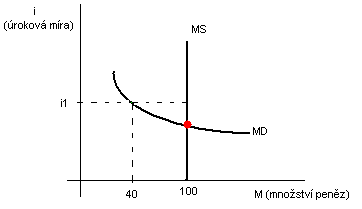 i
(úroková míra)
MS
i1
MD
40
100
M (množství peněz)